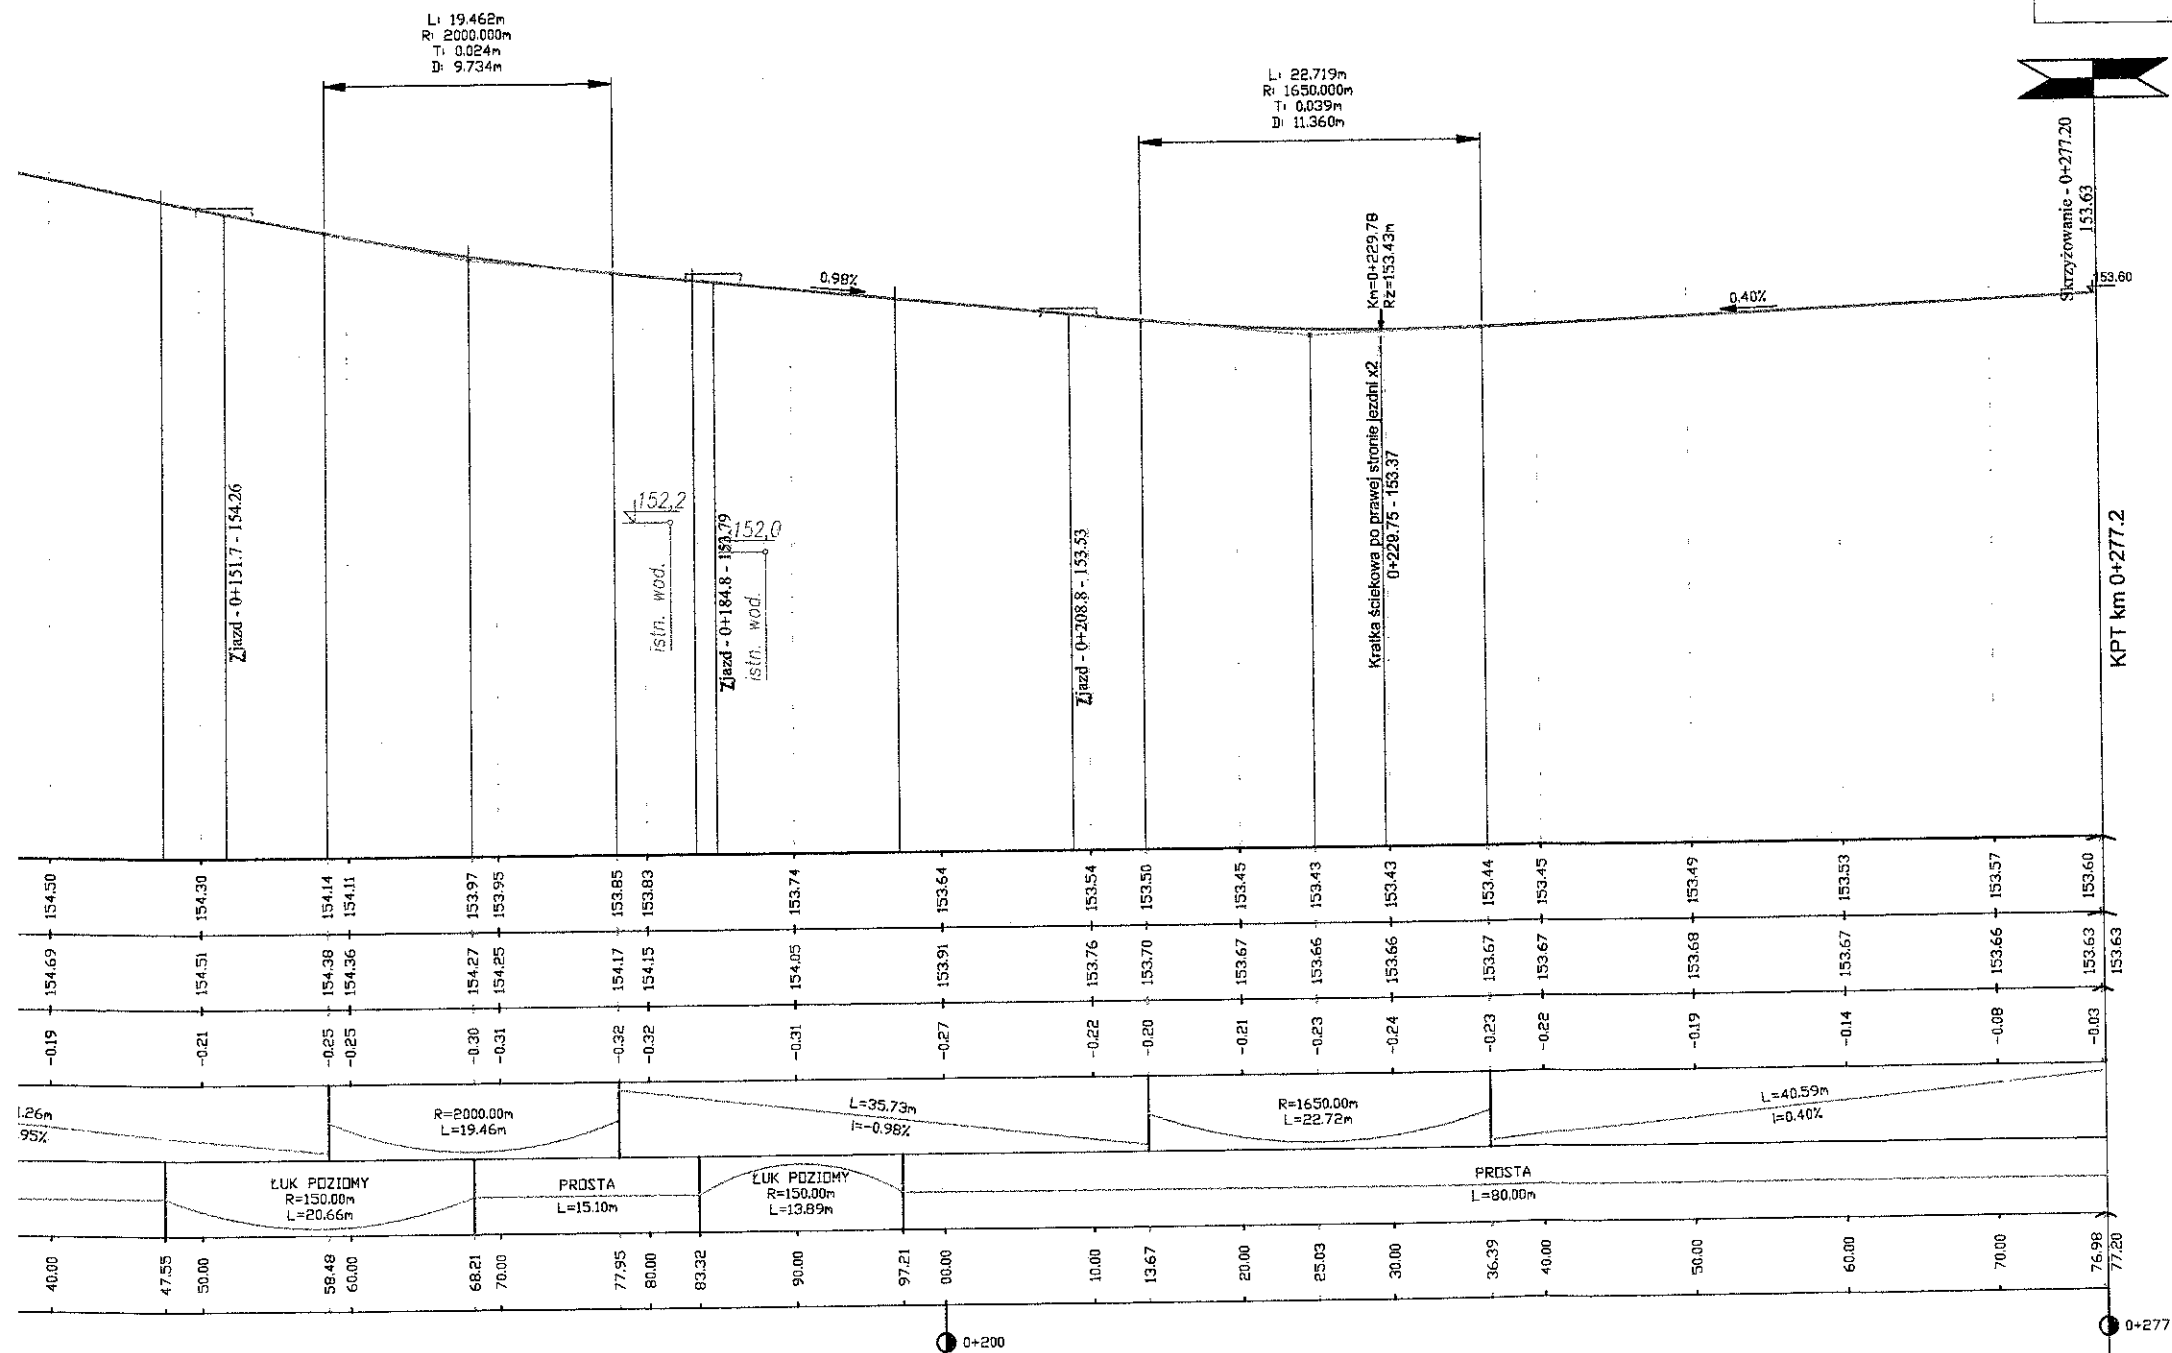 L: 19.462m
R: 2000.000m
T: 0.024m
D: 9.734m
L: 22.719m
R: 1650.000m
T: 0.039m
D: 11.360m
Skrzyżowanie - 0+277.20
153.63
153.60
Km=0+229.78
Rz=153.43m
0.98%
0.40%
Zjazd - 0+151.7 - 154.26
152,2
istn. wod.
Zjazd - 0+184.8 - 153.79
152,0
istn. wod.
Zjazd - 0+208.8 - 153.53
Kratka ściekowa po prawej stronie jezdni x2
0+229.75 - 153.37
KPT km 0+277.2
154.50 154.30 154.14 154.11 153.97 153.95 153.85 153.83 153.74 153.64 153.54 153.50 153.45 153.43 153.43 153.44 153.45 153.49 153.53 153.57 153.60
154.69 154.51 154.38 154.36 154.27 154.25 154.17 154.15 154.05 153.91 153.76 153.70 153.67 153.66 153.66 153.67 153.67 153.68 153.67 153.66 153.63 153.63
-0.19 -0.21 -0.25 -0.25 -0.30 -0.31 -0.32 -0.32 -0.31 -0.27 -0.22 -0.20 -0.21 -0.23 -0.24 -0.23 -0.22 -0.19 -0.14 -0.08 -0.03
.26m
95%
R=2000.00m
L=19.46m
L=35.73m
i=-0.98%
R=1650.00m
L=22.72m
L=40.59m
i=0.40%
ŁUK POZIOMY
R=150.00m
L=20.66m
PROSTA
L=15.10m
ŁUK POZIOMY
R=150.00m
L=13.89m
PROSTA
L=80.00m
40.00 47.55 50.00 58.48 60.00 68.21 70.00 77.95 80.00 83.32 90.00 97.21 00.00 10.00 13.67 20.00 25.03 30.00 36.39 40.00 50.00 60.00 70.00 76.98 77.20
0+200
0+277